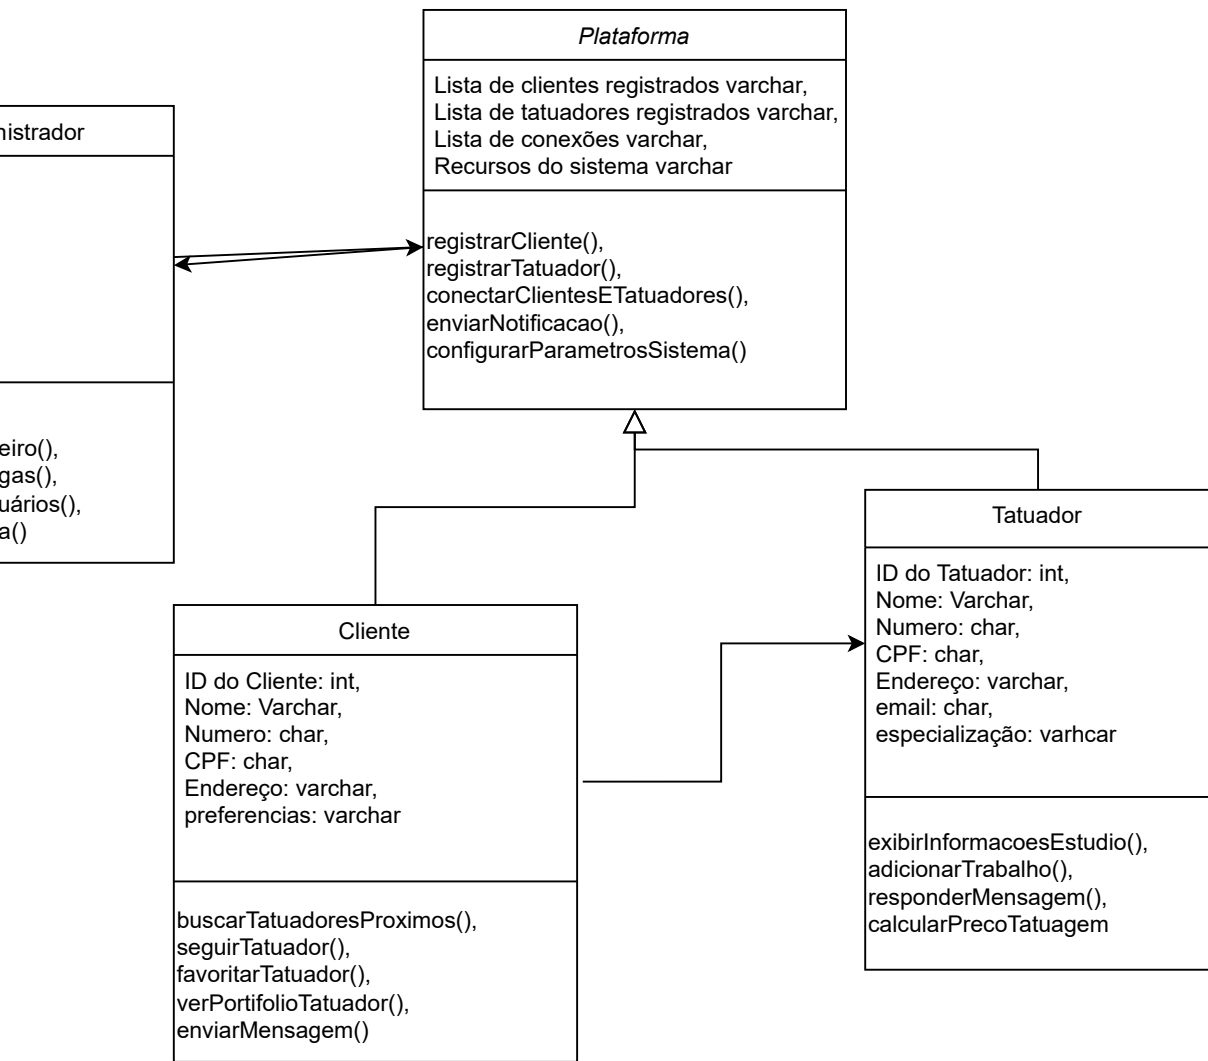 Plataforma
Lista de clientes registrados varchar,
Lista de tatuadores registrados varchar,
Lista de conexões varchar,
Recursos do sistema varchar
registrarCliente(),
registrarTatuador(),
conectarClientesETatuadores(),
enviarNotificacao(),
configurarParametrosSistema()
nistrador
eiro(),
gas(),
uários(),
a()
Cliente
ID do Cliente: int,
Nome: Varchar,
Numero: char,
CPF: char,
Endereço: varchar,
preferencias: varchar
buscarTatuadoresProximos(),
seguirTatuador(),
favoritarTatuador(),
verPortifolioTatuador(),
enviarMensagem()
Tatuador
ID do Tatuador: int,
Nome: Varchar,
Numero: char,
CPF: char,
Endereço: varchar,
email: char,
especialização: varhcar
exibirInformacoesEstudio(),
adicionarTrabalho(),
responderMensagem(),
calcularPrecoTatuagem